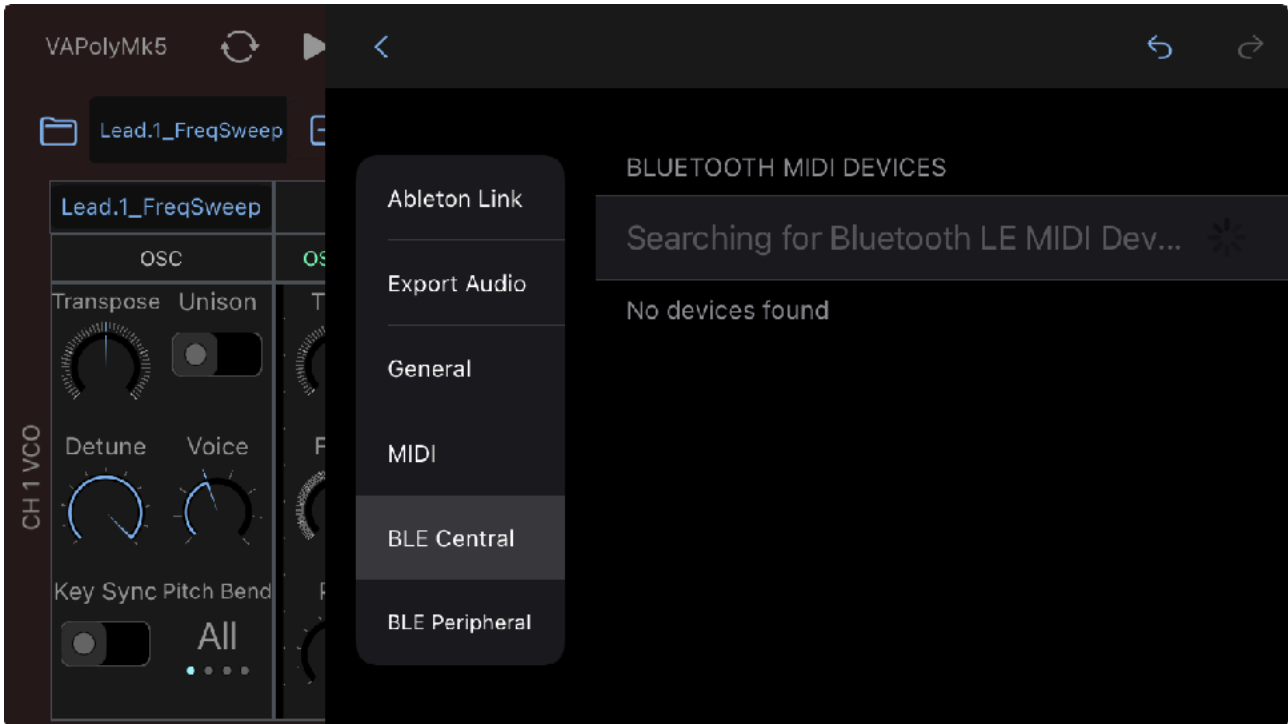 VAPolyMk5
Lead.1_FreqSweep
Lead.1_FreqSweep
OSC
Transpose Unison
Detune Voice
CH 1 VCO
Key Sync Pitch Bend
All
Ableton Link
Export Audio
General
MIDI
BLE Central
BLE Peripheral
BLUETOOTH MIDI DEVICES
Searching for Bluetooth LE MIDI Dev...
No devices found